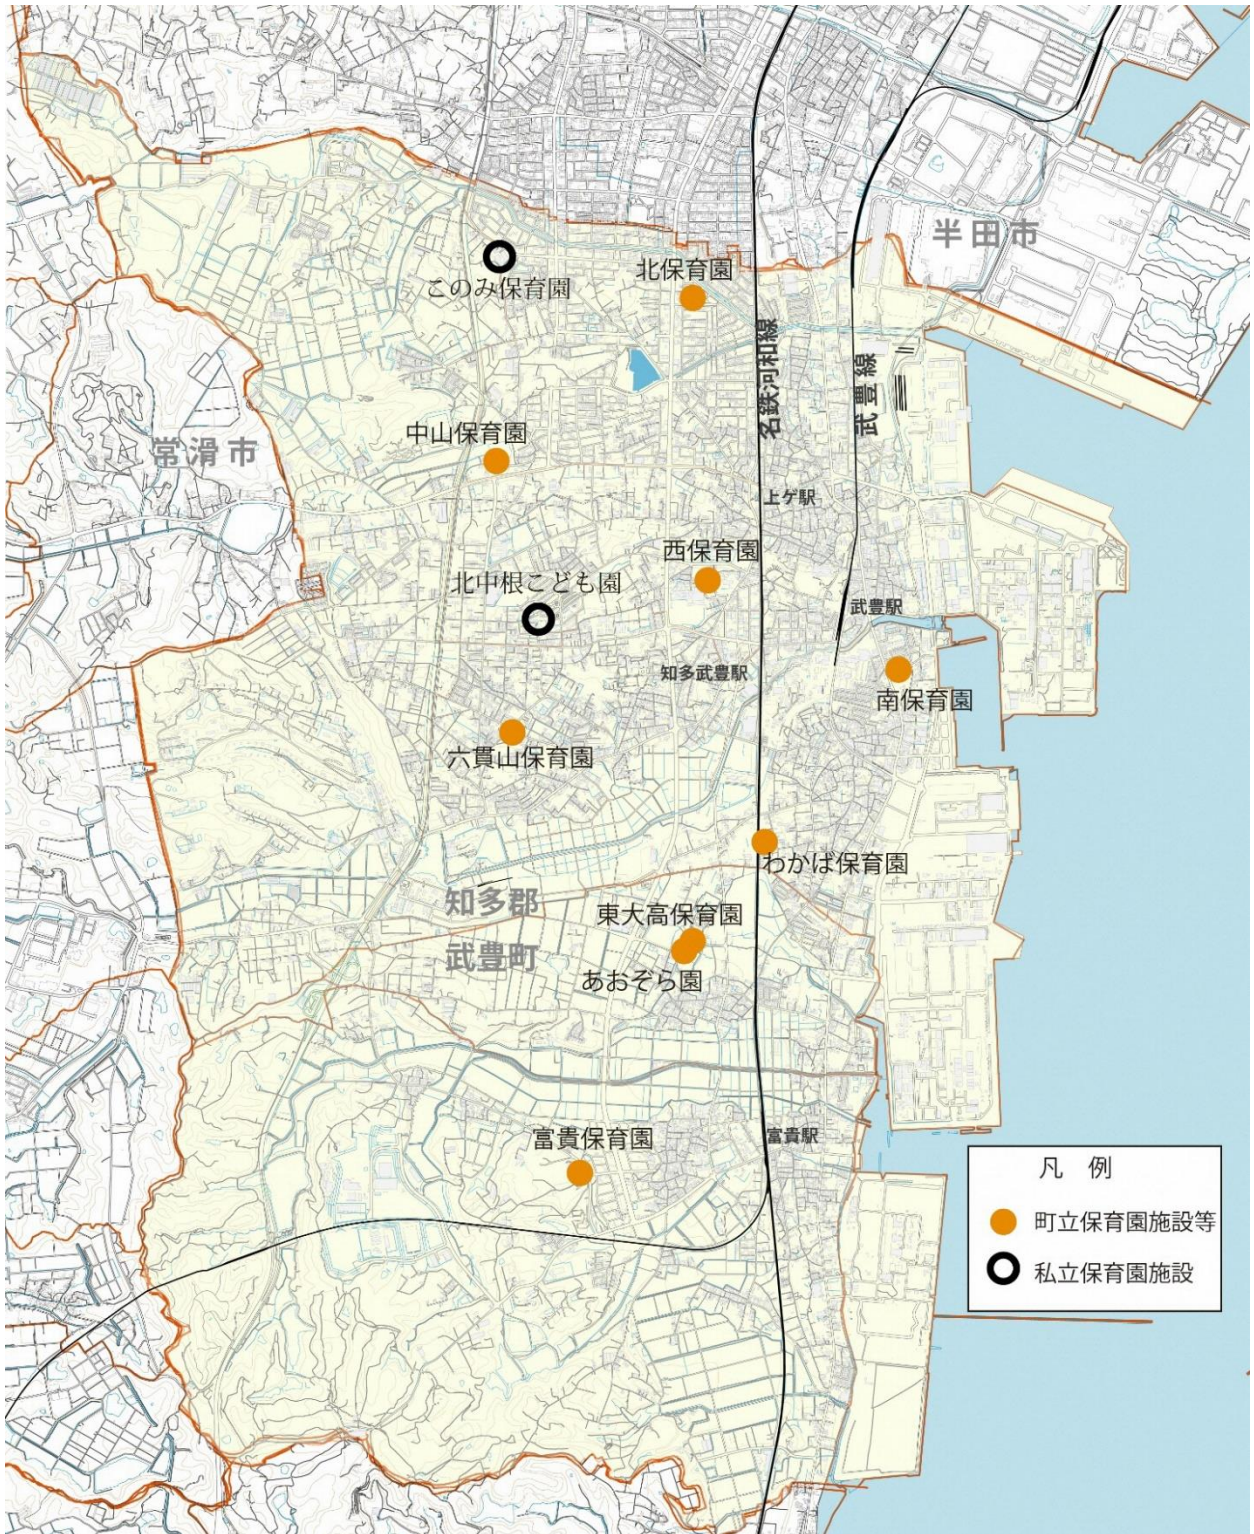 半田市
北保育園
このみ保育園
名鉄河和線
武豊線
中山保育園
常滑市
上ゲ駅
西保育園
北中根こども園
武豊駅
知多武豊駅
南保育園
六貫山保育園
わかば保育園
知多郡
武豊町
東大高保育園
あおぞら園
富貴保育園
富貴駅
凡 例
町立保育園施設等
私立保育園施設